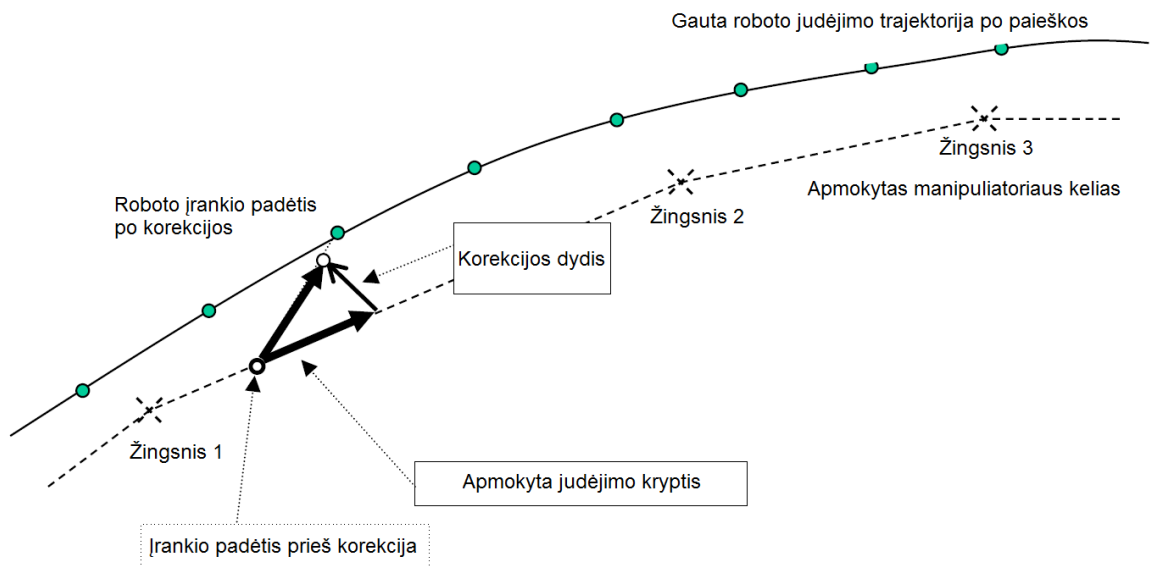 Gauta roboto judėjimo trajektorija po paieškos
Žingsnis 3
Apmokytas manipuliatoriaus kelias
Roboto įrankio padėtis
po korekcijos
Žingsnis 2
Korekcijos dydis
Žingsnis 1
Apmokyta judėjimo kryptis
Įrankio padėtis prieš korekcija